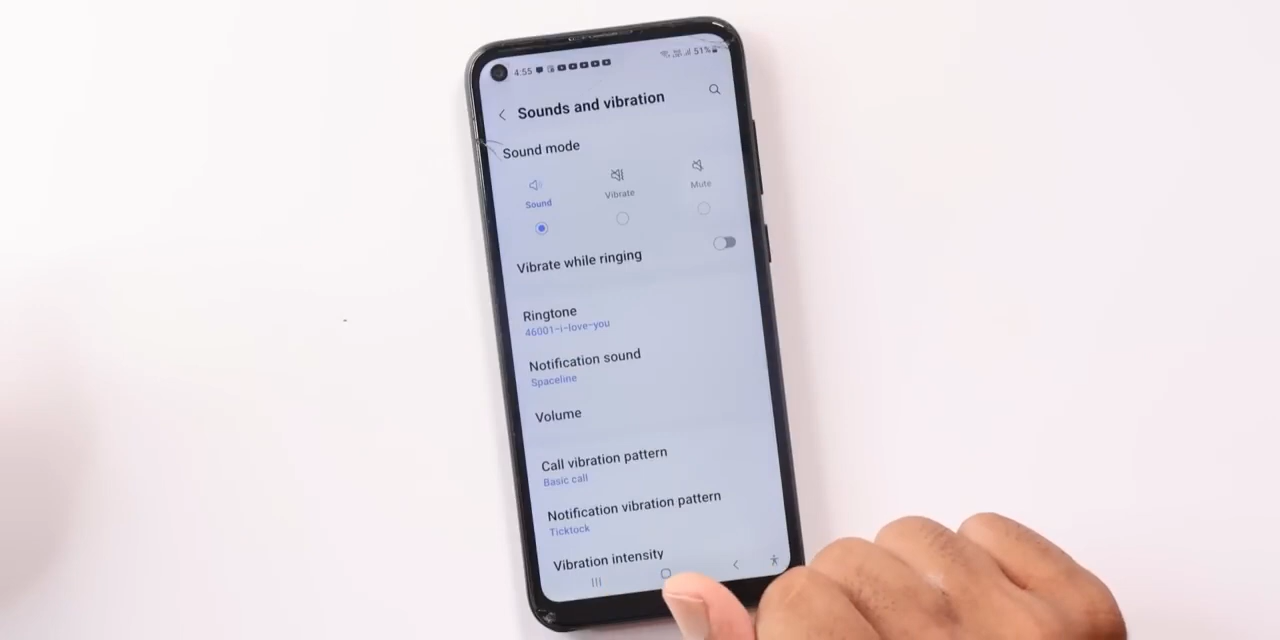 4:55 51%
Sounds and vibration
Sound mode
Sound Vibrate Mute
Vibrate while ringing
Ringtone
46001-i-love-you
Notification sound
Spaceline
Volume
Call vibration pattern
Basic call
Notification vibration pattern
Ticktock
Vibration intensity